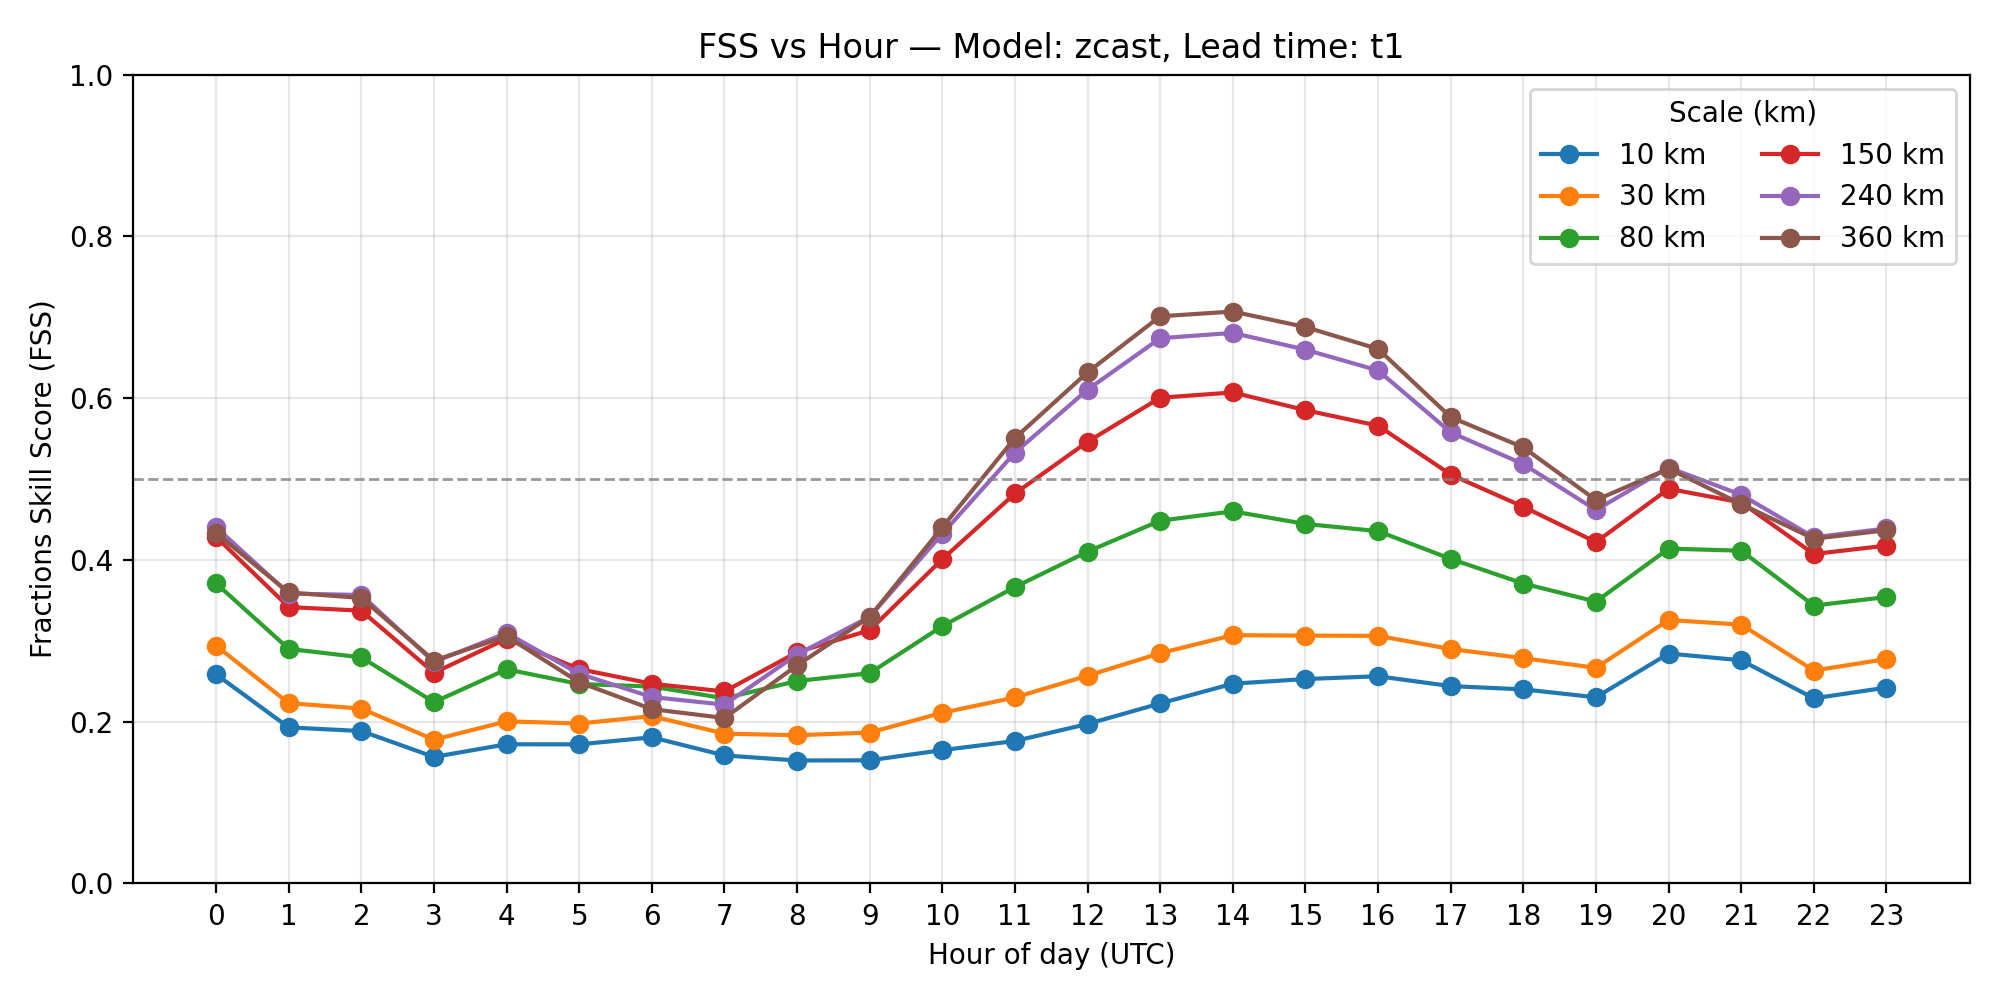 FSS vs Hour — Model: zcast, Lead time: t1
Fractions Skill Score (FSS)
1.0
0.8
0.6
0.4
0.2
0.0
Scale (km)
10 km
30 km
80 km
150 km
240 km
360 km
0 1 2 3 4 5 6 7 8 9 10 11 12 13 14 15 16 17 18 19 20 21 22 23
Hour of day (UTC)